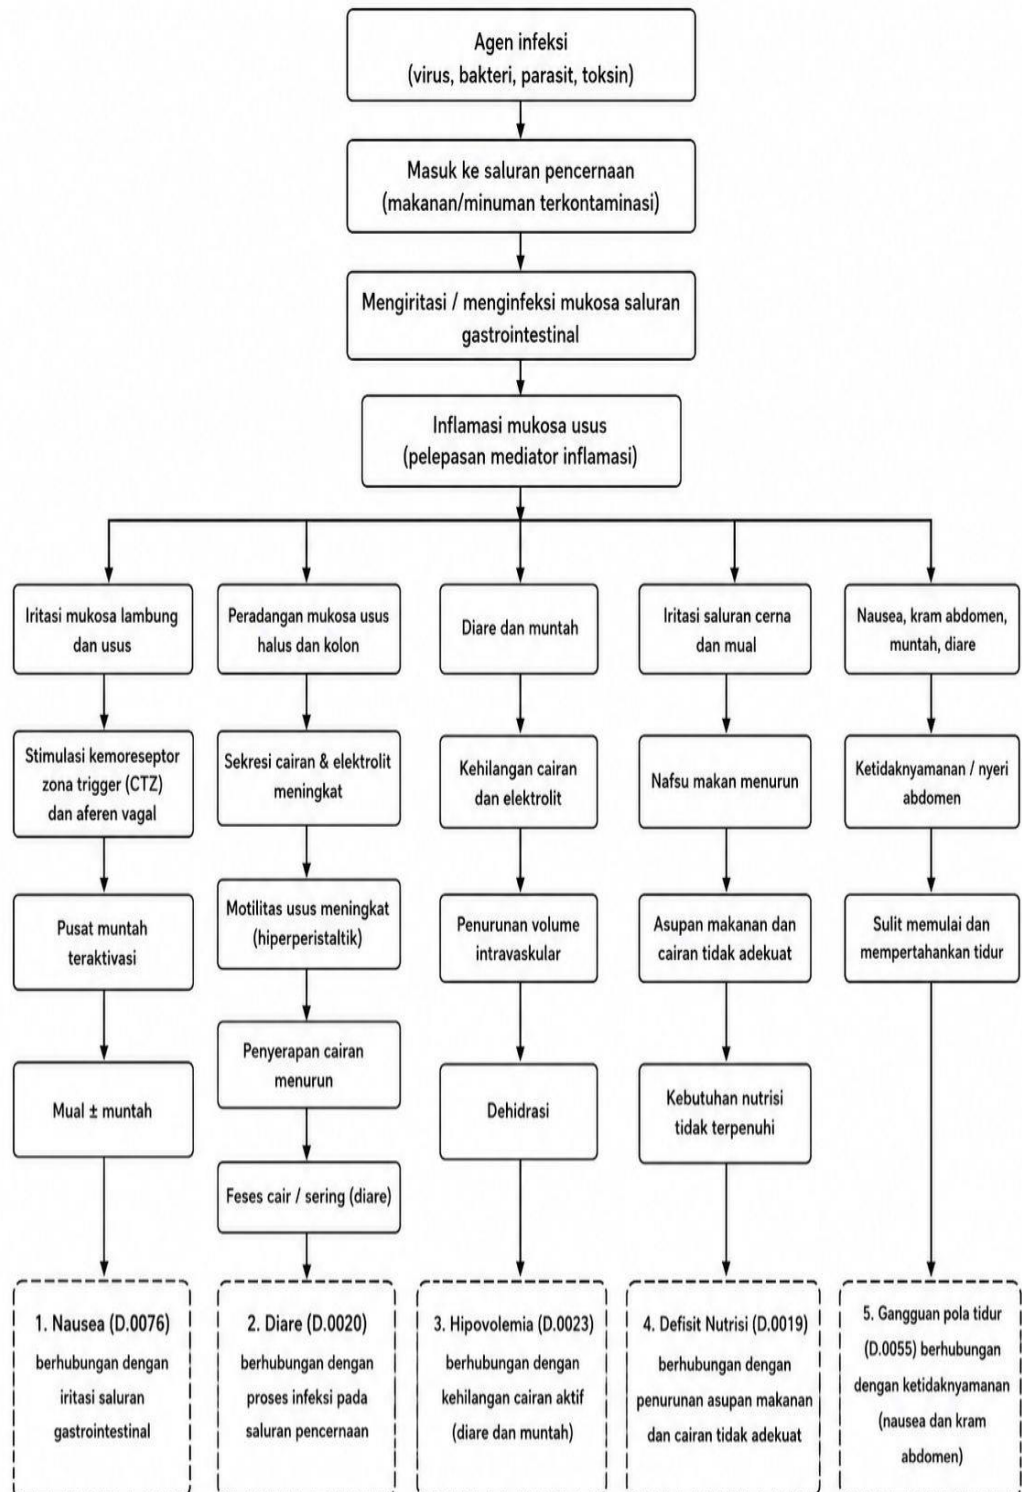 Agen infeksi
(virus, bakteri, parasit, toksin)
Masuk ke saluran pencernaan
(makanan/minuman terkontaminasi)
Mengiritasi / menginfeksi mukosa saluran
gastrointestinal
Inflamasi mukosa usus
(pelepasan mediator inflamasi)
Iritasi mukosa lambung
dan usus
Stimulasi kemoreseptor
zona trigger (CTZ)
dan aferen vagal
Pusat muntah
teraktivasi
Mual ± muntah
1. Nausea (D.0076)
berhubungan dengan
iritasi saluran
gastrointestinal
Peradangan mukosa usus
halus dan kolon
Sekresi cairan & elektrolit
meningkat
Motilitas usus meningkat
(hiperperistaltik)
Penyerapan cairan
menurun
Feses cair / sering (diare)
2. Diare (D.0020)
berhubungan dengan
proses infeksi pada
saluran pencernaan
Diare dan muntah
Kehilangan cairan
dan elektrolit
Penurunan volume
intravaskular
Dehidrasi
3. Hipovolemia (D.0023)
berhubungan dengan
kehilangan cairan aktif
(diare dan muntah)
Iritasi saluran cerna
dan mual
Nafsu makan menurun
Asupan makanan dan
cairan tidak adekuat
Kebutuhan nutrisi
tidak terpenuhi
4. Defisit Nutrisi (D.0019)
berhubungan dengan
penurunan asupan makanan
dan cairan tidak adekuat
Nausea, kram abdomen,
muntah, diare
Ketidaknyamanan / nyeri
abdomen
Sulit memulai dan
mempertahankan tidur
5. Gangguan pola tidur
(D.0055) berhubungan
dengan ketidaknyamanan
(nausea dan kram
abdomen)